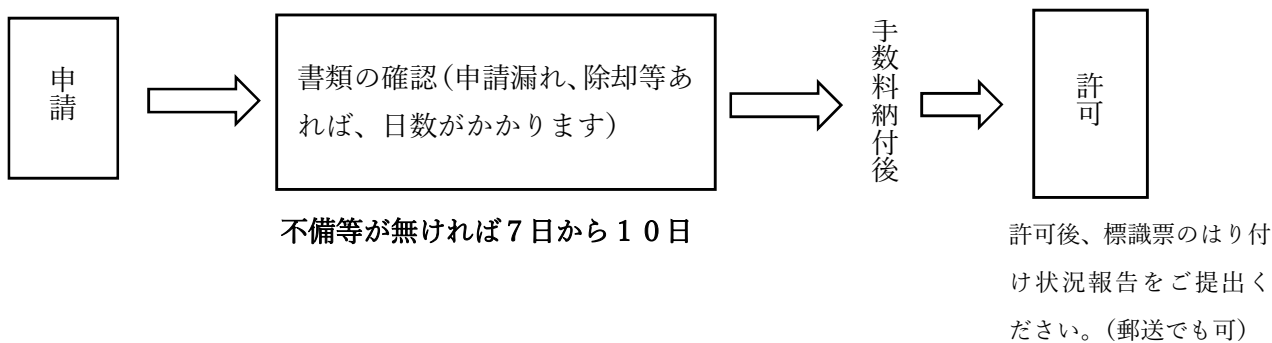 申請
書類の確認（申請漏れ、除却等あ
れば、日数がかかります）
不備等が無ければ７日から１０日
手数料納付後
許可
許可後、標識票のはり付
け状況報告をご提出く
ださい。（郵送でも可）